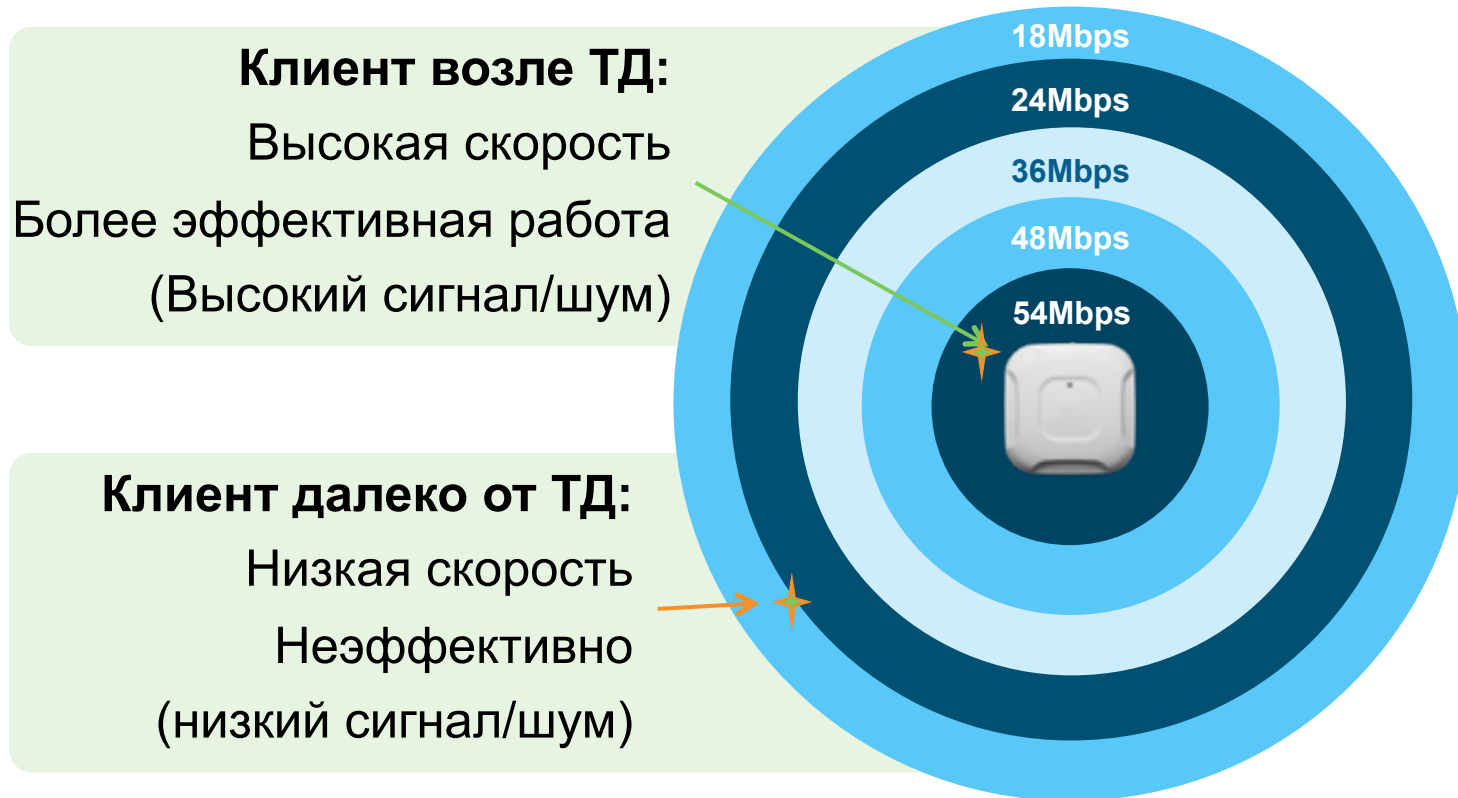 Клиент возле ТД:
Высокая скорость
Более эффективная работа
(Высокий сигнал/шум)
Клиент далеко от ТД:
Низкая скорость
Неэффективно
(низкий сигнал/шум)
18Mbps
24Mbps
36Mbps
48Mbps
54Mbps